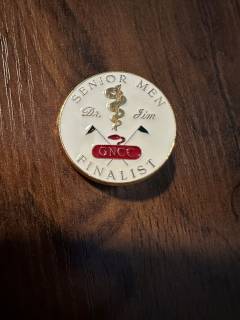 SENIOR MEN
Dr. Jim
GNCC
FINALIST